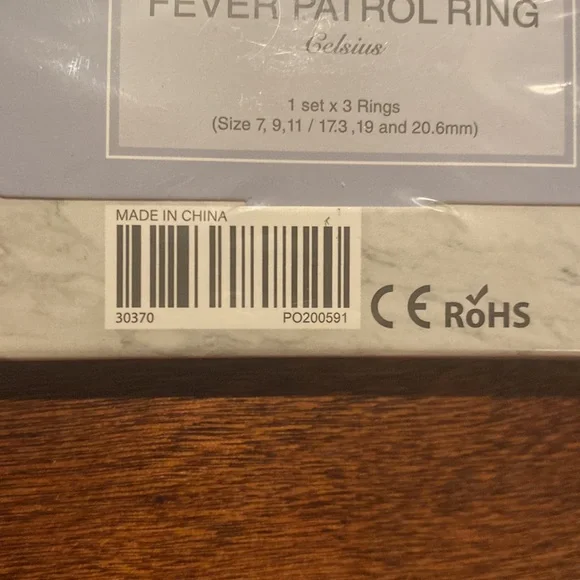 FEVER PATROL RING
Celsius
1 set x 3 Rings
(Size 7, 9,11 / 17.3 ,19 and 20.6mm)
MADE IN CHINA
30370 PO200591
CE RoHS